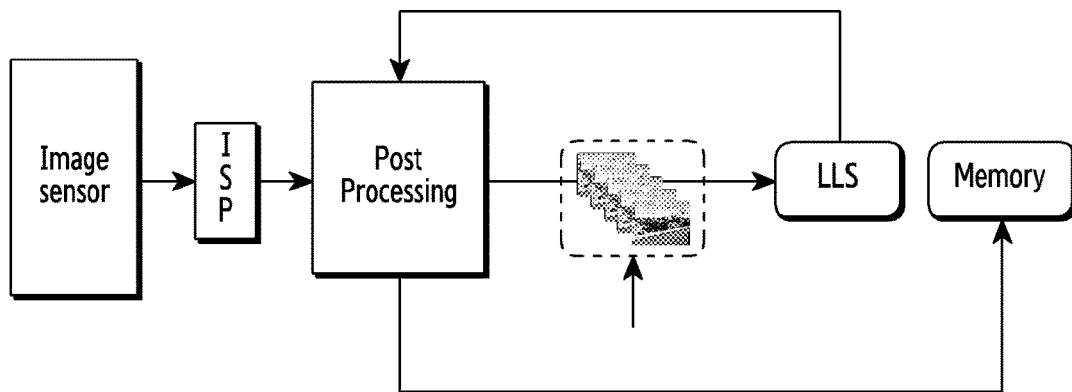 Image
sensor
I
S
P
Post
Processing
LLS
Memory